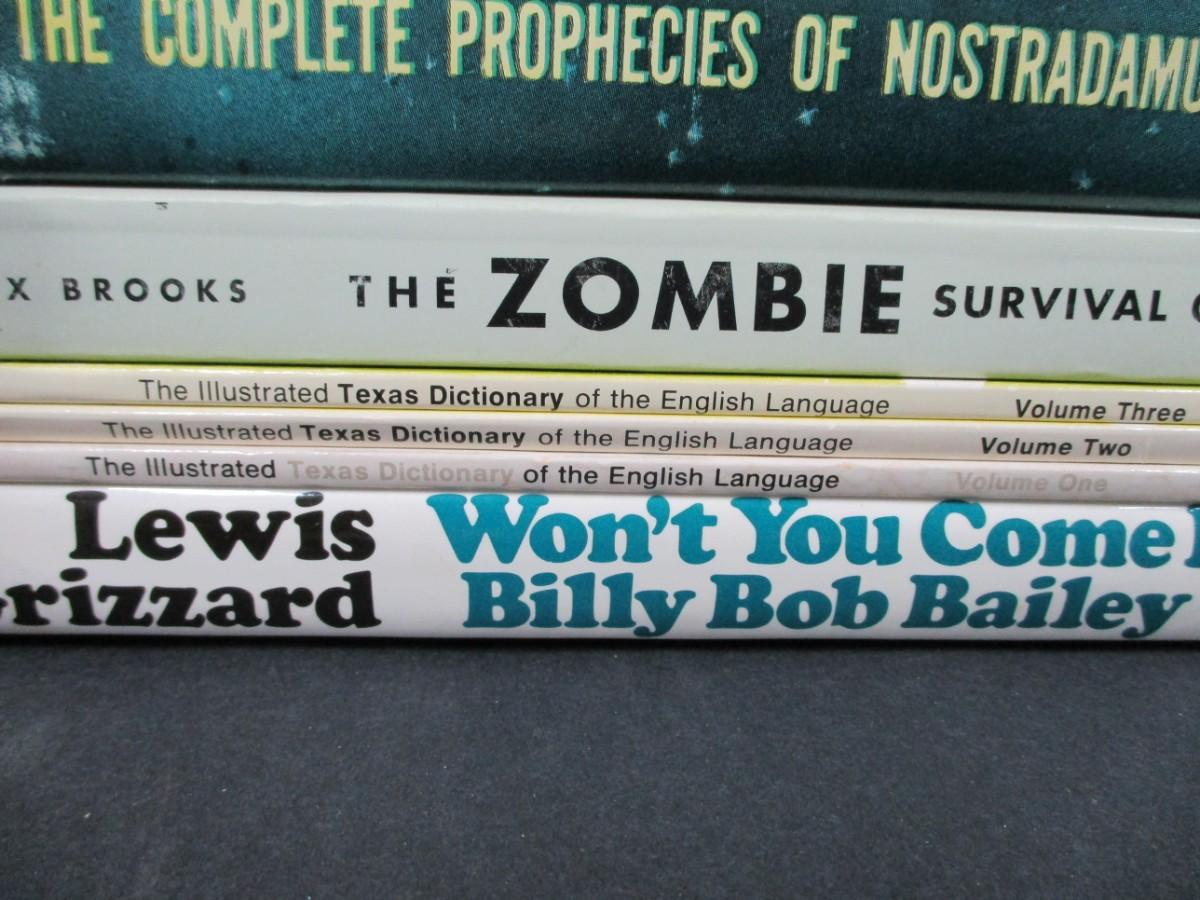 THE COMPLETE PROPHECIES OF NOSTRADAMU
X BROOKS THE ZOMBIE SURVIVAL
The Illustrated Texas Dictionary of the English Language Volume Three
The Illustrated Texas Dictionary of the English Language Volume Two
The Illustrated Texas Dictionary of the English Language Volume One
Lewis Won't You Come
rizzard Billy Bob Bailey